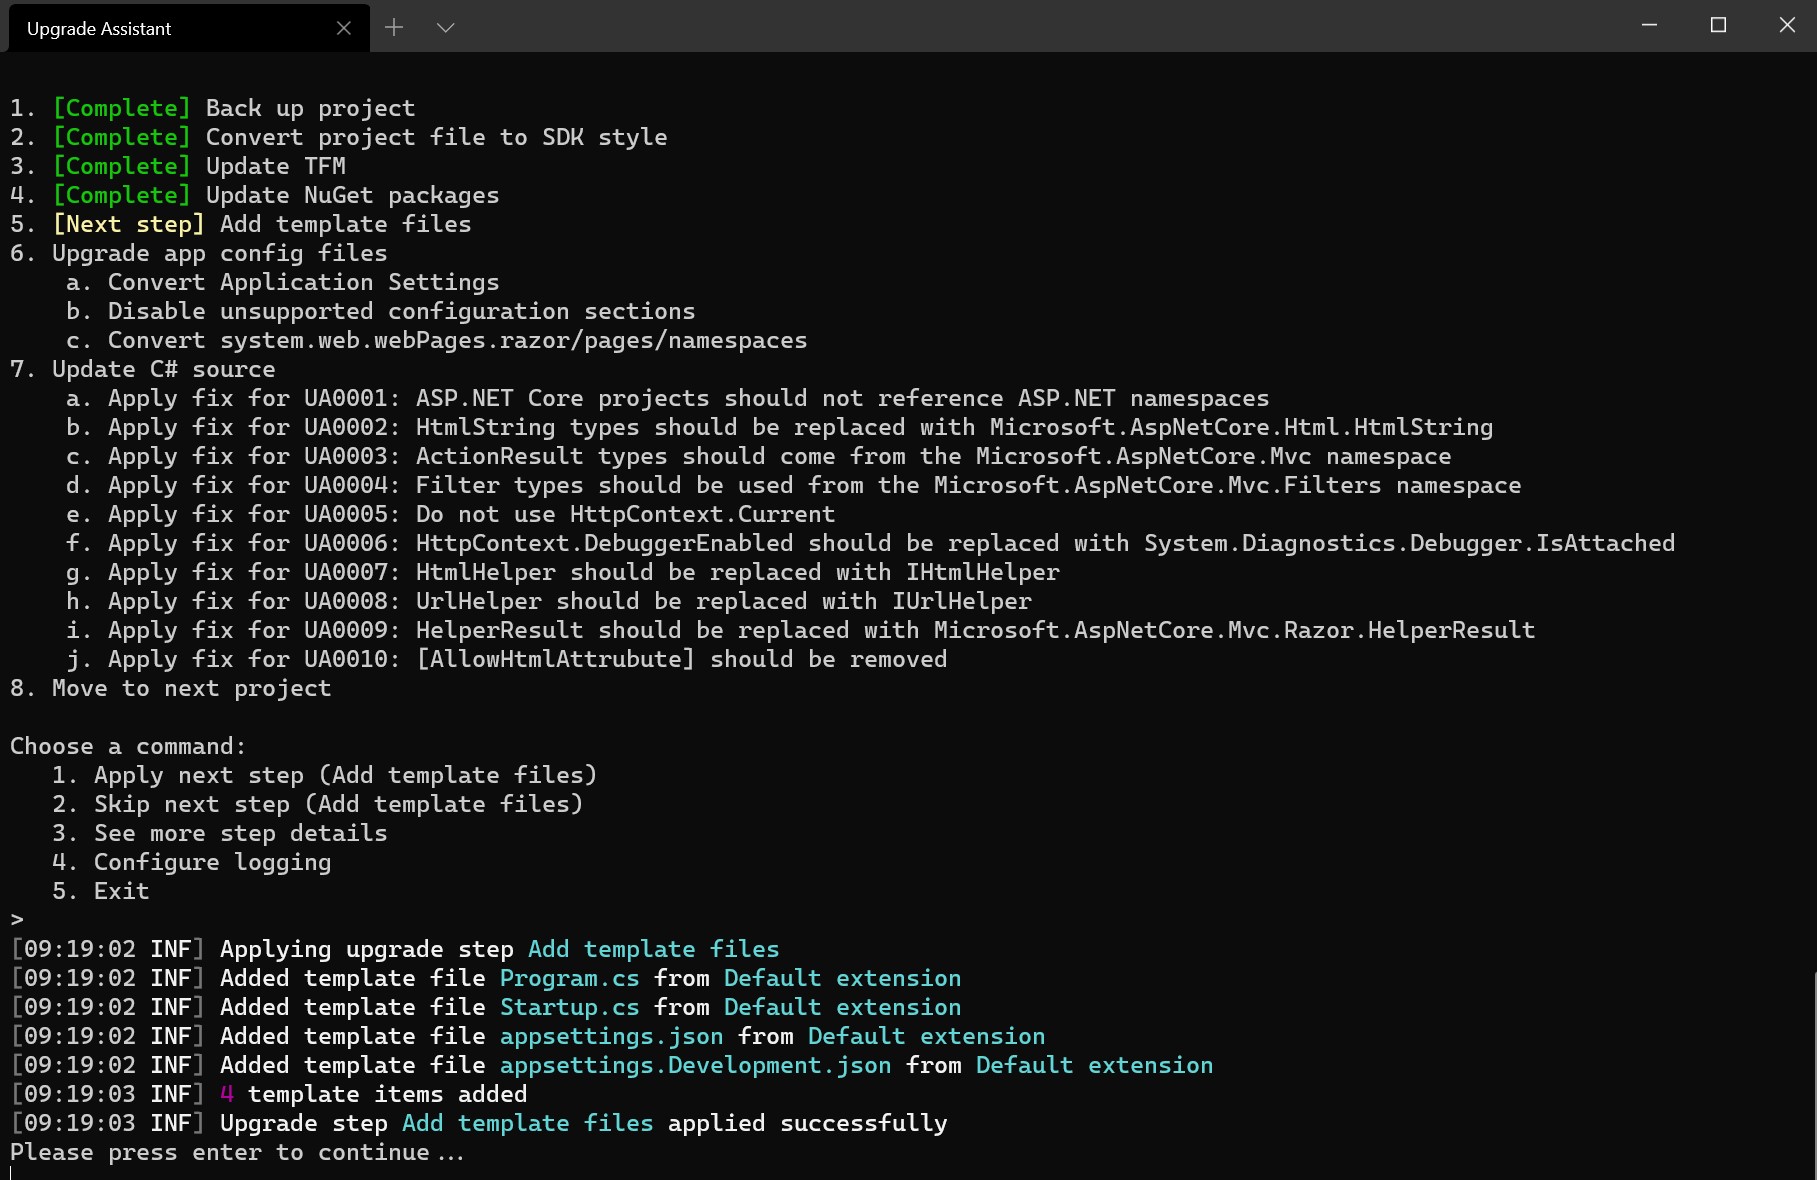 Upgrade Assistant
1. [Complete] Back up project
2. [Complete] Convert project file to SDK style
3. [Complete] Update TFM
4. [Complete] Update NuGet packages
5. [Next step] Add template files
6. Upgrade app config files
a. Convert Application Settings
b. Disable unsupported configuration sections
c. Convert system.web.webPages.razor/pages/namespaces
7. Update C# source
a. Apply fix for UA0001: ASP.NET Core projects should not reference ASP.NET namespaces
b. Apply fix for UA0002: HtmlString types should be replaced with Microsoft.AspNetCore.Html.HtmlString
c. Apply fix for UA0003: ActionResult types should come from the Microsoft.AspNetCore.Mvc namespace
d. Apply fix for UA0004: Filter types should be used from the Microsoft.AspNetCore.Mvc.Filters namespace
e. Apply fix for UA0005: Do not use HttpContext.Current
f. Apply fix for UA0006: HttpContext.DebuggerEnabled should be replaced with System.Diagnostics.Debugger.IsAttached
g. Apply fix for UA0007: HtmlHelper should be replaced with IHtmlHelper
h. Apply fix for UA0008: UrlHelper should be replaced with IUrlHelper
i. Apply fix for UA0009: HelperResult should be replaced with Microsoft.AspNetCore.Mvc.Razor.HelperResult
j. Apply fix for UA0010: [AllowHtmlAttrubute] should be removed
8. Move to next project
Choose a command:
1. Apply next step (Add template files)
2. Skip next step (Add template files)
3. See more step details
4. Configure logging
5. Exit
>
[09:19:02 INF] Applying upgrade step Add template files
[09:19:02 INF] Added template file Program.cs from Default extension
[09:19:02 INF] Added template file Startup.cs from Default extension
[09:19:02 INF] Added template file appsettings.json from Default extension
[09:19:02 INF] Added template file appsettings.Development.json from Default extension
[09:19:03 INF] 4 template items added
[09:19:03 INF] Upgrade step Add template files applied successfully
Please press enter to continue...